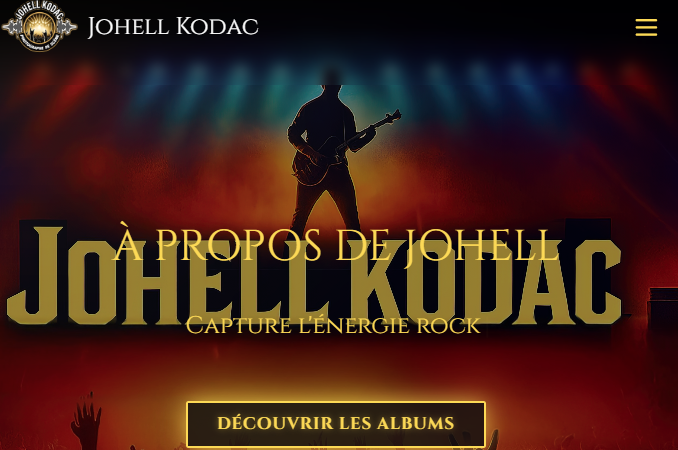 JOHELL KODAC
Johell Kodac
À PROPOS DE JOHELL
JOHELL KODAC
Capture l'énergie rock
DÉCOUVRIR LES ALBUMS